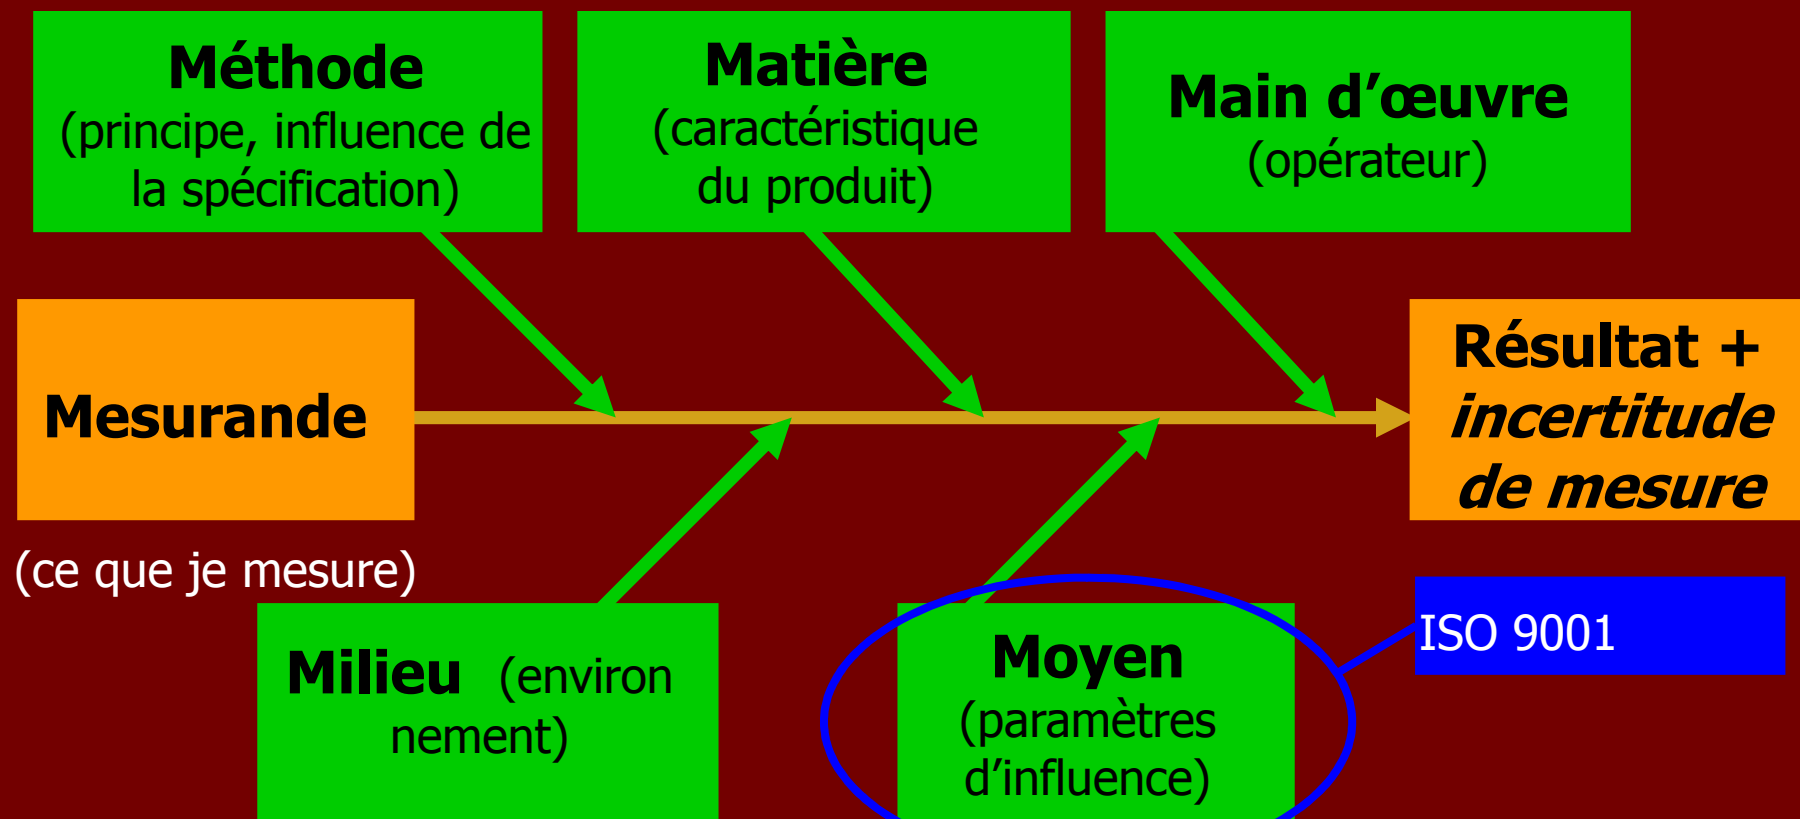 Méthode
(principe, influence de
la spécification)
Matière
(caractéristique
du produit)
Main d’œuvre
(opérateur)
Mesurande
(ce que je mesure)
Résultat +
incertitude
de mesure
Milieu (environ
nement)
Moyen
(paramètres
d’influence)
ISO 9001